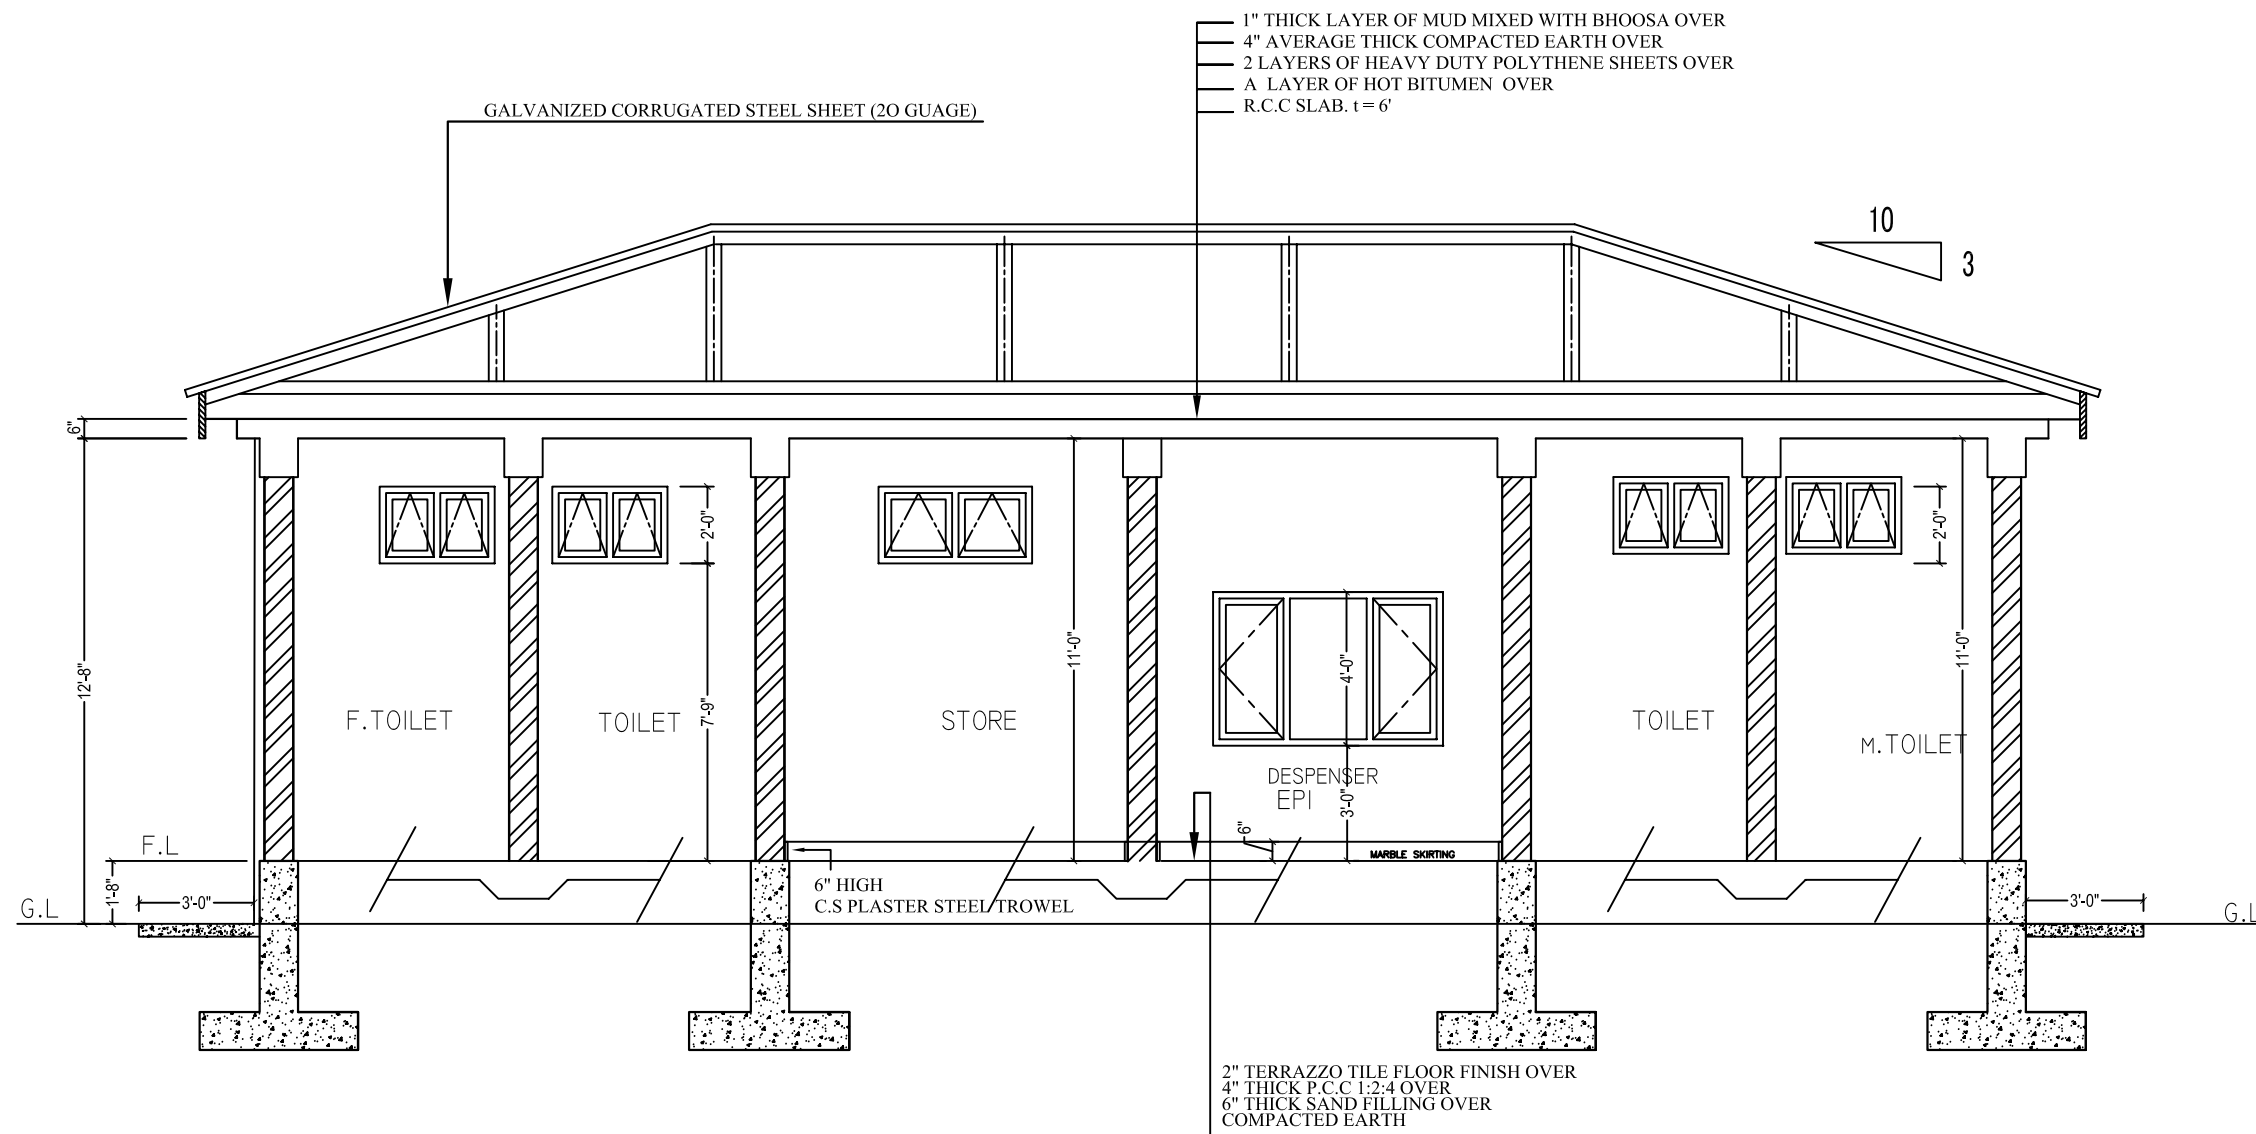 1" THICK LAYER OF MUD MIXED WITH BHOOSA OVER
4" AVERAGE THICK COMPACTED EARTH OVER
2 LAYERS OF HEAVY DUTY POLYTHENE SHEETS OVER
A LAYER OF HOT BITUMEN OVER
R.C.C SLAB. t = 6'
GALVANIZED CORRUGATED STEEL SHEET (2O GUAGE)
10
3
6"
12'-8"
2'-0"
7'-9"
11'-0"
4'-0"
3'-0"
2'-0"
11'-0"
F.TOILET
TOILET
STORE
DESPENSER
EPI
TOILET
M.TOILET
F.L
1'-8"
G.L
3'-0"
6"
MARBLE SKIRTING
6" HIGH
C.S PLASTER STEEL TROWEL
3'-0"
G.L
2" TERRAZZO TILE FLOOR FINISH OVER
4" THICK P.C.C 1:2:4 OVER
6" THICK SAND FILLING OVER
COMPACTED EARTH